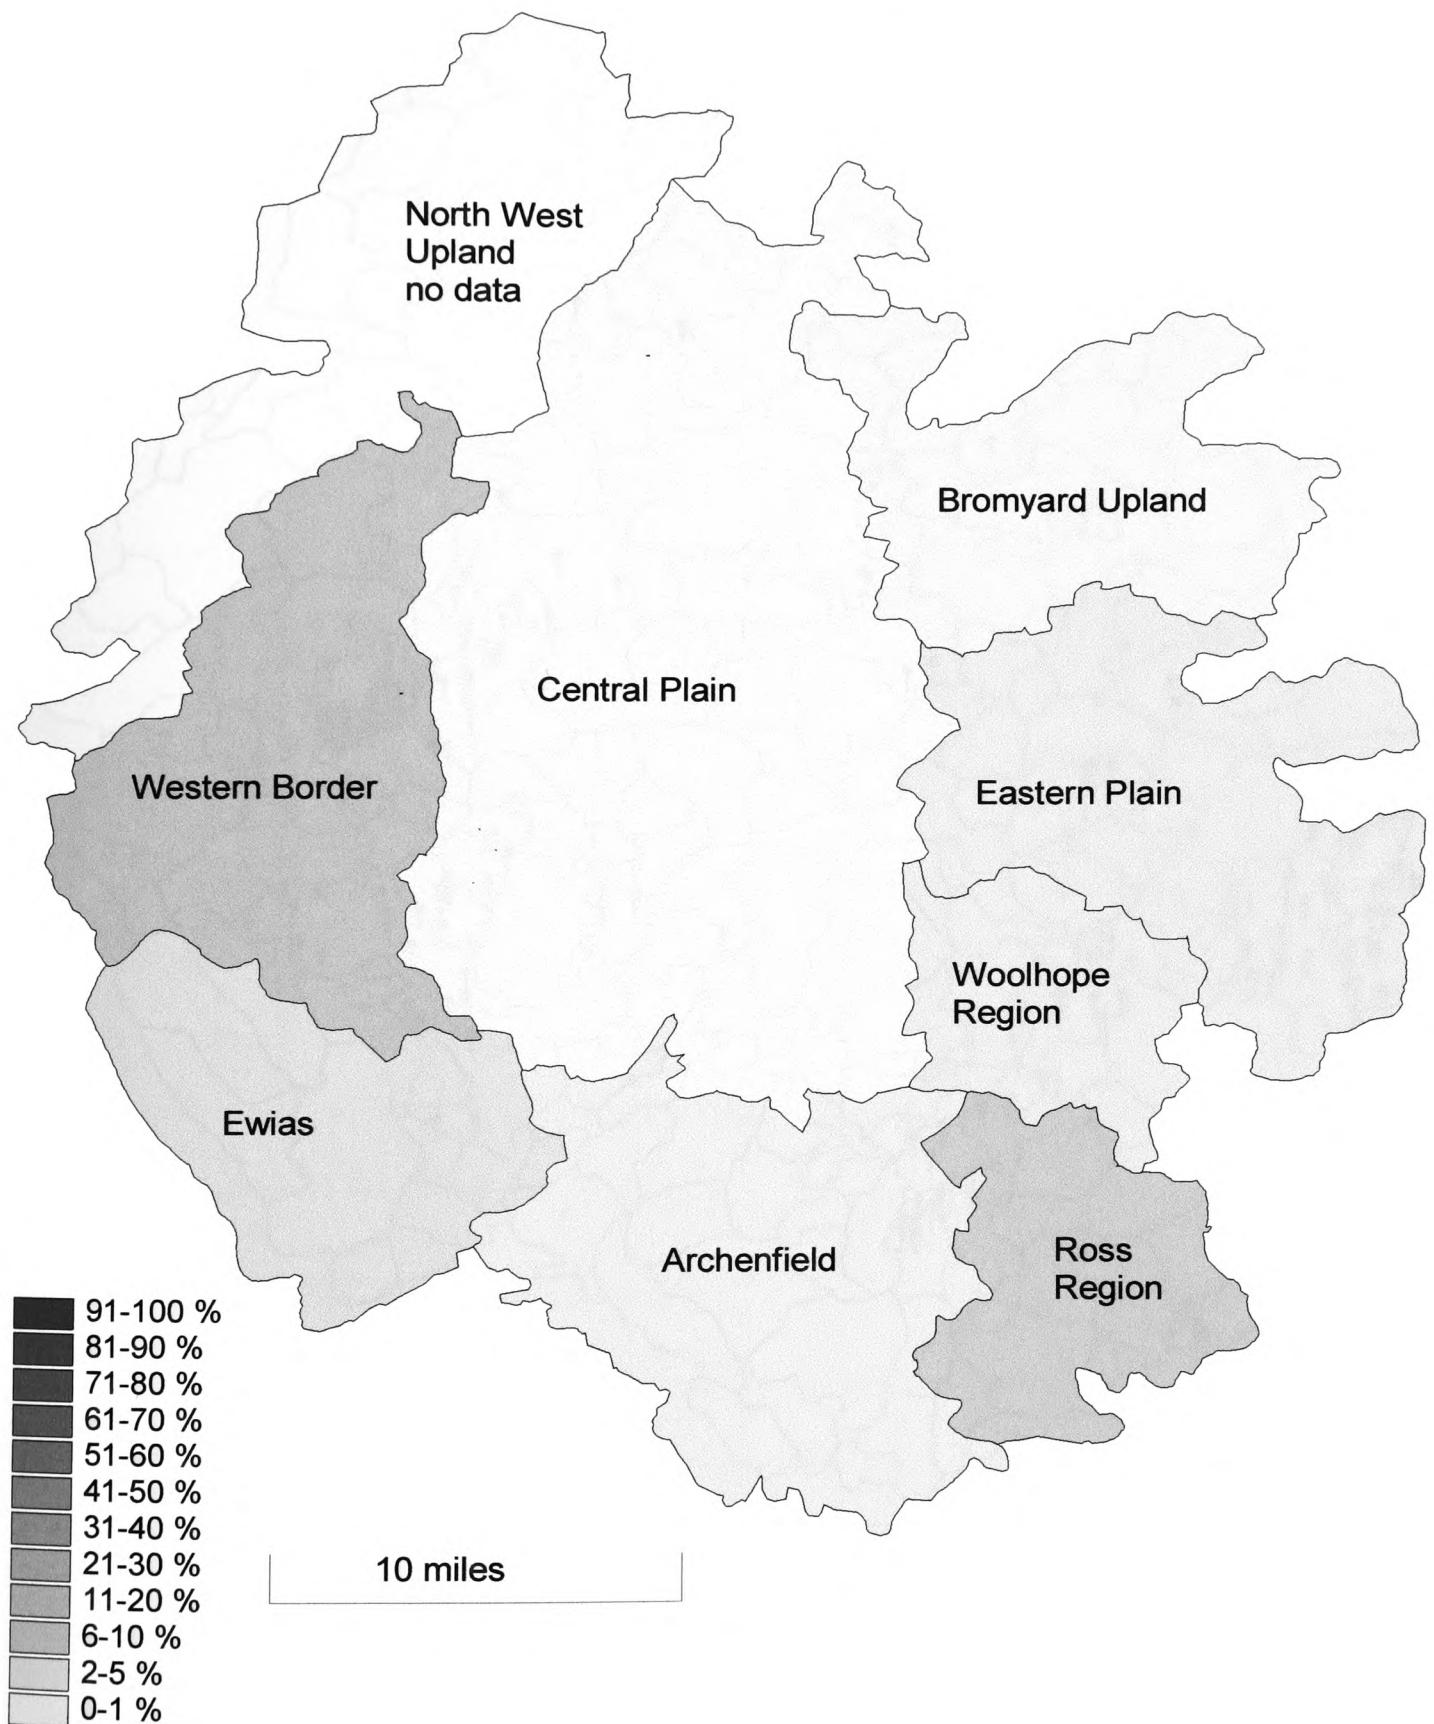 North West
Upland
no data
Bromyard Upland
Central Plain
Western Border
Eastern Plain
Woolhope
Region
Ewias
Archenfield
Ross
Region
91-100 %
81-90 %
71-80 %
61-70 %
51-60 %
41-50 %
31-40 %
21-30 %
11-20 %
6-10 %
2-5 %
0-1 %
10 miles